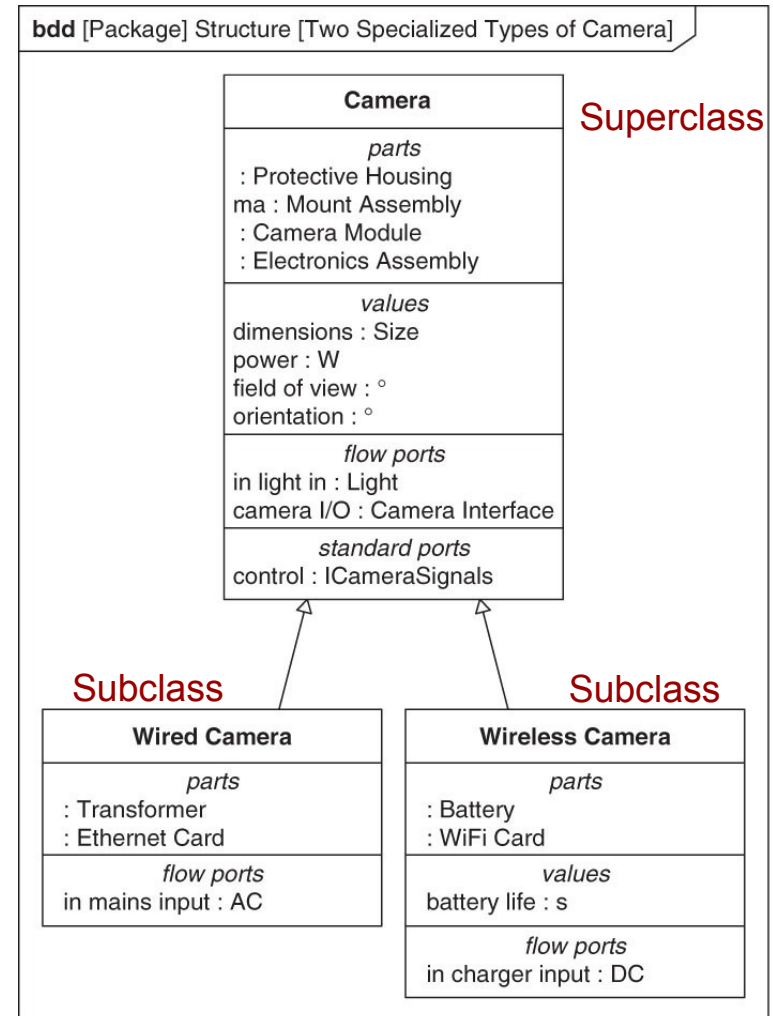 bdd [Package] Structure [Two Specialized Types of Camera]
Camera
Superclass
parts
: Protective Housing
ma : Mount Assembly
: Camera Module
: Electronics Assembly
values
dimensions : Size
power : W
field of view : °
orientation : °
flow ports
in light in : Light
camera I/O : Camera Interface
standard ports
control : ICameraSignals
Subclass
Wired Camera
parts
: Transformer
: Ethernet Card
flow ports
in mains input : AC
Subclass
Wireless Camera
parts
: Battery
: WiFi Card
values
battery life : s
flow ports
in charger input : DC